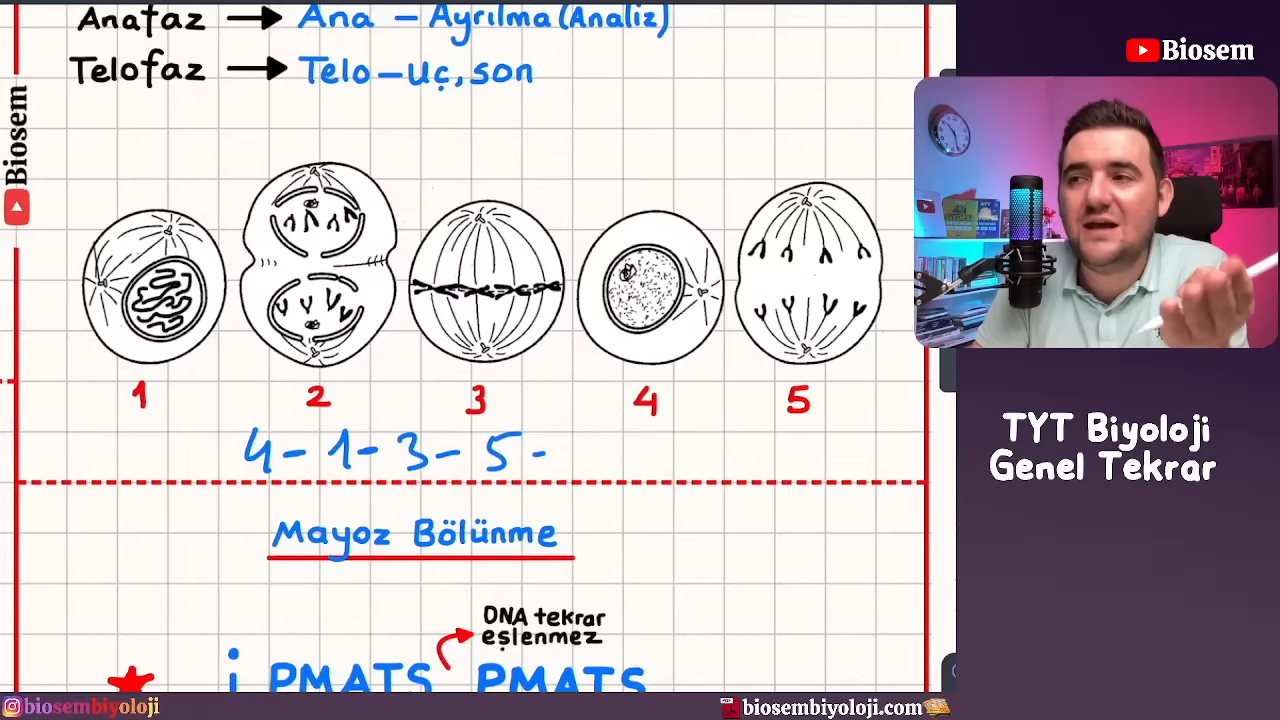 Anafaz → Ana – Ayrılma (Analiz)
Telofaz → Telo – uç, son
Biosem
Biosem
1 2 3 4 5
4 - 1 - 3 - 5 -
TYT Biyoloji
Genel Tekrar
Mayoz Bölünme
DNA tekrar
eşlenmez
i PMATS PMATS
biosembiyoloji
biosembiyoloji.com